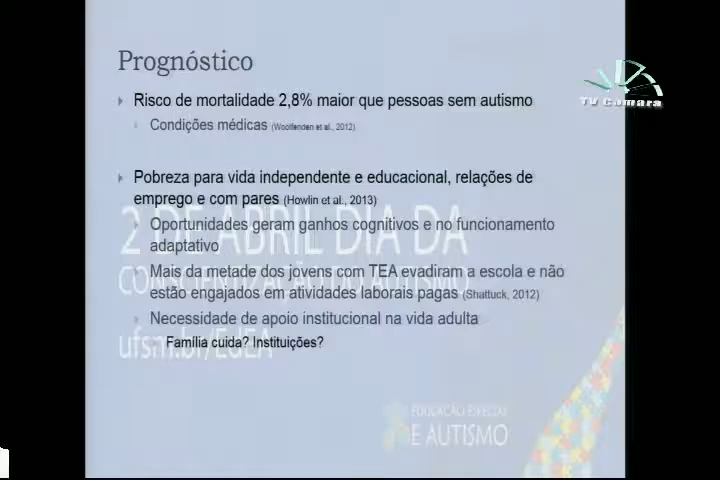 Prognóstico
TV Câmara
Risco de mortalidade 2,8% maior que pessoas sem autismo
Condições médicas (Woolfenden et al., 2012)
Pobreza para vida independente e educacional, relações de
emprego e com pares (Howlin et al., 2013)
2 DE ABRIL DIA DA
Oportunidades geram ganhos cognitivos e no funcionamento
adaptativo
CONSCIENTIZAÇÃO DO AUTISMO
Mais da metade dos jovens com TEA evadiram a escola e não
estão engajados em atividades laborais pagas (Shattuck, 2012)
Necessidade de apoio institucional na vida adulta
ufsm.br/EdEA
Família cuida? Instituições?
EDUCAÇÃO ESPECIAL
E AUTISMO